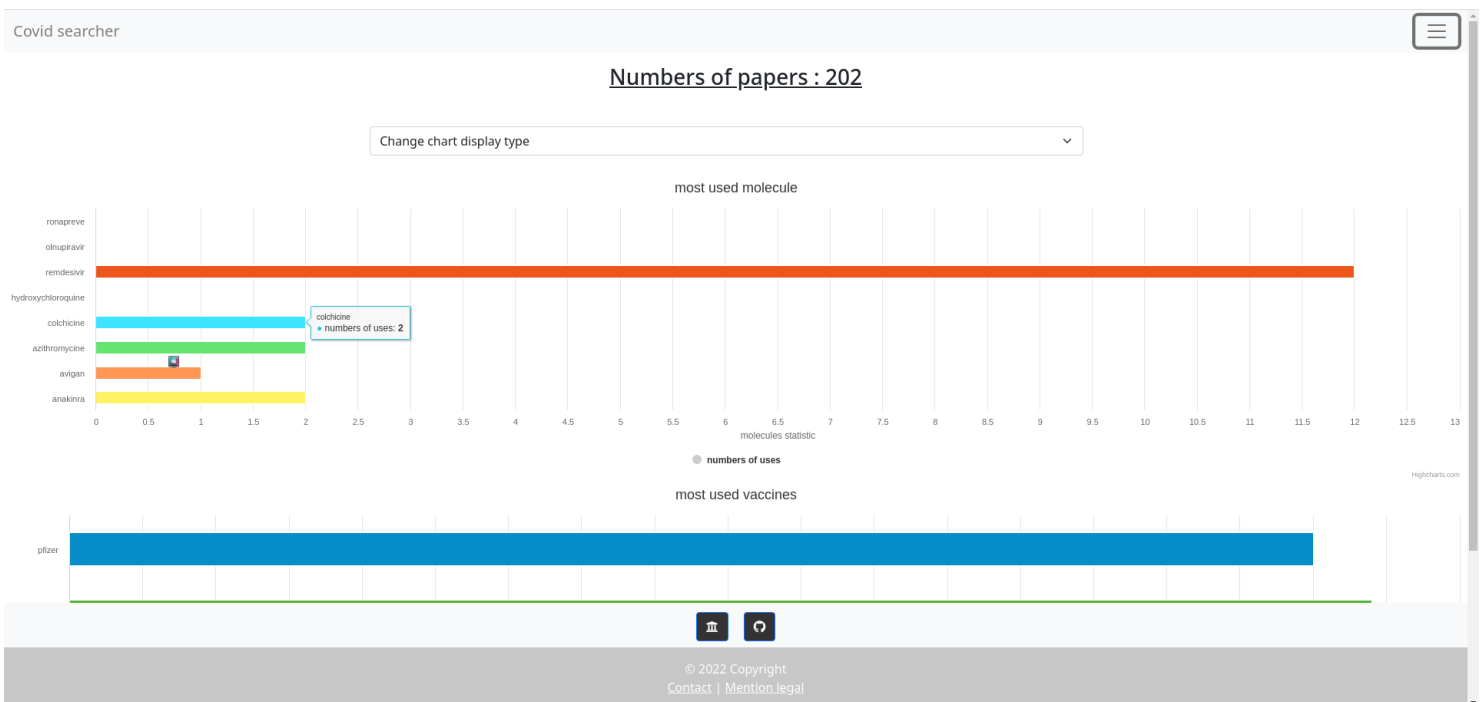 Covid searcher
Numbers of papers : 202
Change chart display type
most used molecule
ronapreve
olnupiravir
remdesivir
hydroxychloroquine
colchicine
azithromycine
avigan
anakinra
colchicine
● numbers of uses: 2
0 0.5 1 1.5 2 2.5 3 3.5 4 4.5 5 5.5 6 6.5 7 7.5 8 8.5 9 9.5 10 10.5 11 11.5 12 12.5 13
molecules statistic
numbers of uses
Highcharts.com
most used vaccines
pfizer
© 2022 Copyright
Contact | Mention legal